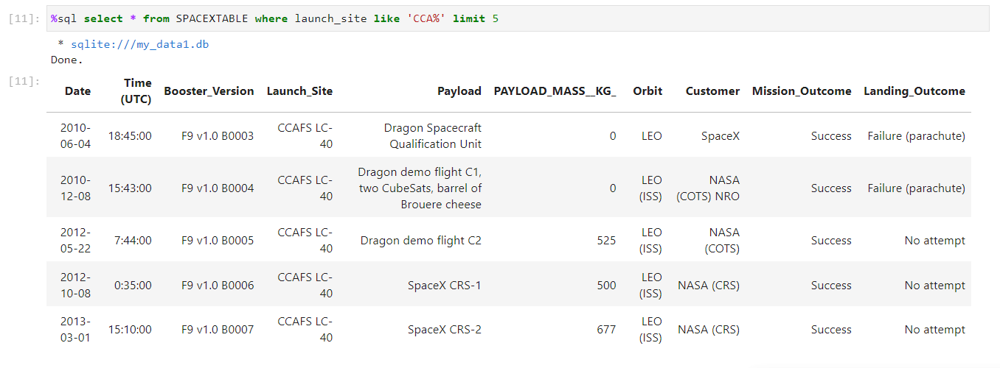 [11]: %sql select * from SPACEXTABLE where launch_site like 'CCA%' limit 5
* sqlite:///my_data1.db
Done.
[11]:
Date Time (UTC) Booster_Version Launch_Site Payload PAYLOAD_MASS__KG_ Orbit Customer Mission_Outcome Landing_Outcome
2010-06-04 18:45:00 F9 v1.0 B0003 CCAFS LC-40 Dragon Spacecraft Qualification Unit 0 LEO SpaceX Success Failure (parachute)
2010-12-08 15:43:00 F9 v1.0 B0004 CCAFS LC-40 Dragon demo flight C1, two CubeSats, barrel of Brouere cheese 0 LEO (ISS) NASA (COTS) NRO Success Failure (parachute)
2012-05-22 7:44:00 F9 v1.0 B0005 CCAFS LC-40 Dragon demo flight C2 525 LEO (ISS) NASA (COTS) Success No attempt
2012-10-08 0:35:00 F9 v1.0 B0006 CCAFS LC-40 SpaceX CRS-1 500 LEO (ISS) NASA (CRS) Success No attempt
2013-03-01 15:10:00 F9 v1.0 B0007 CCAFS LC-40 SpaceX CRS-2 677 LEO (ISS) NASA (CRS) Success No attempt